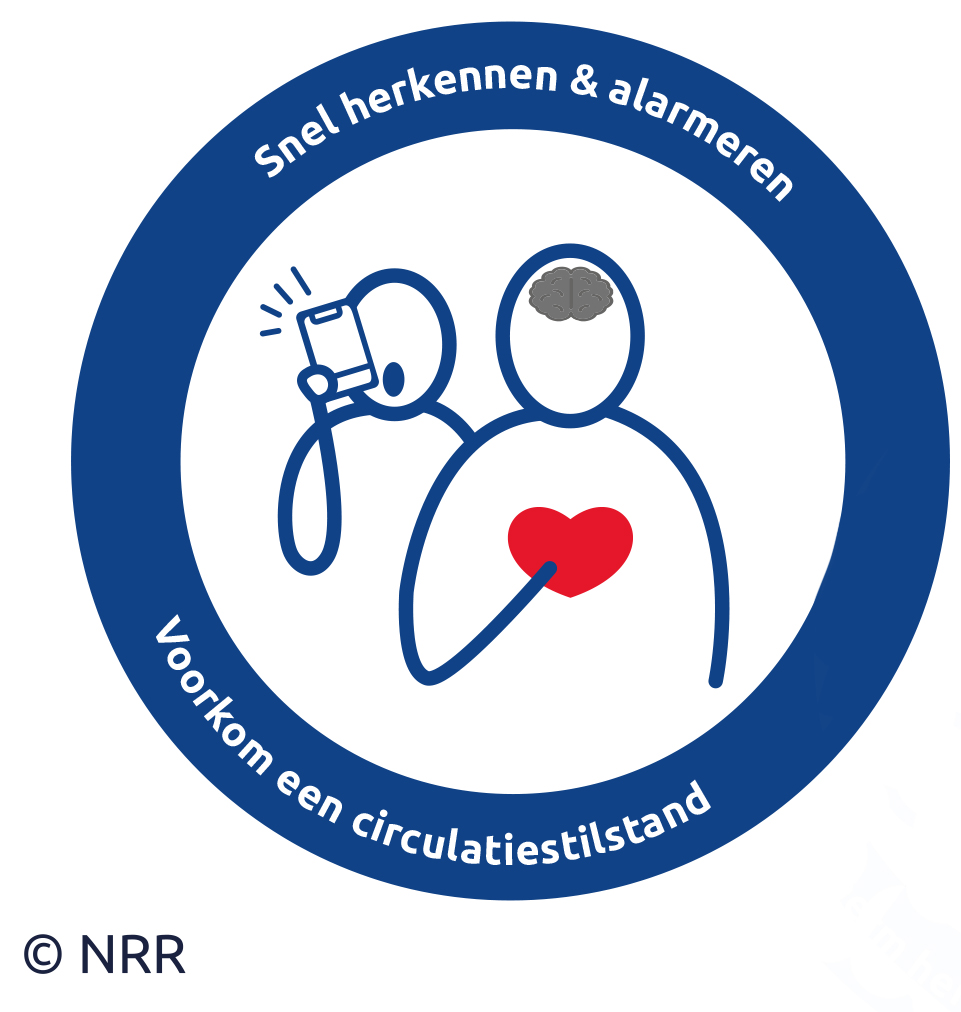 Snel herkennen & alarmeren
Voorkom een circulatiestilstand
© NRR